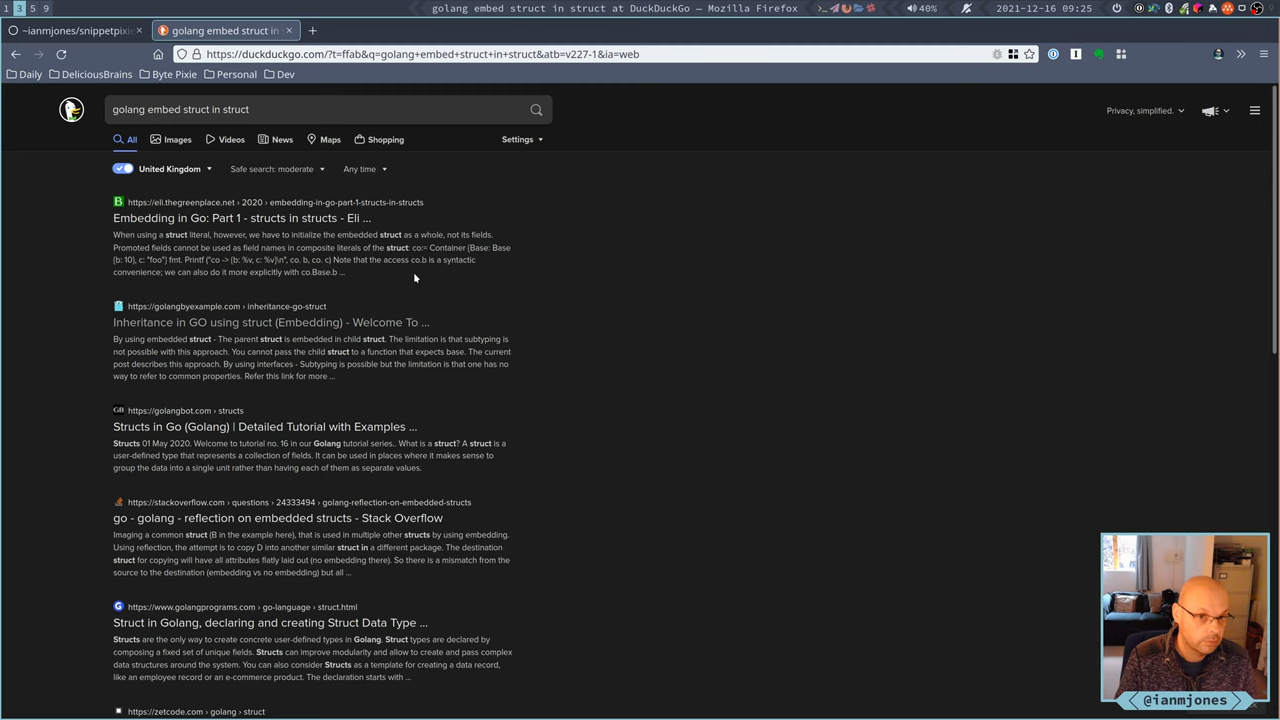 1 3 5 9
golang embed struct in struct at DuckDuckGo — Mozilla Firefox
40%
2021-12-16 09:25
~ianmjones/snippetpixie
golang embed struct in
https://duckduckgo.com/?t=ffab&q=golang+embed+struct+in+struct&atb=v227-1&ia=web
Daily DeliciousBrains Byte Pixie Personal Dev
golang embed struct in struct
Privacy, simplified.
All Images Videos News Maps Shopping Settings
United Kingdom Safe search: moderate Any time
https://eli.thegreenplace.net › 2020 › embedding-in-go-part-1-structs-in-structs
Embedding in Go: Part 1 - structs in structs - Eli ...
When using a struct literal, however, we have to initialize the embedded struct as a whole, not its fields.
Promoted fields cannot be used as field names in composite literals of the struct: co:= Container {Base: Base
{b: 10}, c: "foo"} fmt. Printf ("co -> {b: %v, c: %v}\n", co. b, co. c) Note that the access co.b is a syntactic
convenience; we can also do it more explicitly with co.Base.b ...
https://golangbyexample.com › inheritance-go-struct
Inheritance in GO using struct (Embedding) - Welcome To ...
By using embedded struct - The parent struct is embedded in child struct. The limitation is that subtyping is
not possible with this approach. You cannot pass the child struct to a function that expects base. The current
post describes this approach. By using interfaces - Subtyping is possible but the limitation is that one has no
way to refer to common properties. Refer this link for more ...
GB https://golangbot.com › structs
Structs in Go (Golang) | Detailed Tutorial with Examples ...
Structs 01 May 2020. Welcome to tutorial no. 16 in our Golang tutorial series.. What is a struct? A struct is a
user-defined type that represents a collection of fields. It can be used in places where it makes sense to
group the data into a single unit rather than having each of them as separate values.
https://stackoverflow.com › questions › 24333494 › golang-reflection-on-embedded-structs
go - golang - reflection on embedded structs - Stack Overflow
Imaging a common struct (B in the example here), that is used in multiple other structs by using embedding.
Using reflection, the attempt is to copy D into another similar struct in a different package. The destination
struct for copying will have all attributes flatly laid out (no embedding there). So there is a mismatch from the
source to the destination (embedding vs no embedding) but all ...
https://www.golangprograms.com › go-language › struct.html
Struct in Golang, declaring and creating Struct Data Type ...
Structs are the only way to create concrete user-defined types in Golang. Struct types are declared by
composing a fixed set of unique fields. Structs can improve modularity and allow to create and pass complex
data structures around the system. You can also consider Structs as a template for creating a data record,
like an employee record or an e-commerce product. The declaration starts with ...
https://zetcode.com › golang › struct
@ianmjones